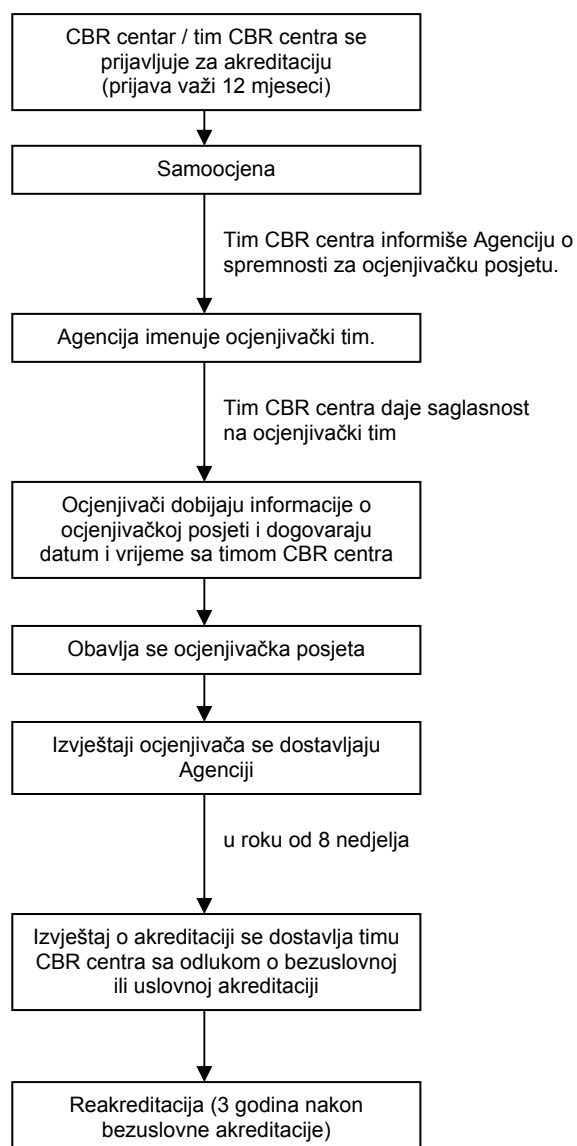 CBR centar / tim CBR centra se
prijavljuje za akreditaciju
(prijava važi 12 mjeseci)
Samoocjena
Tim CBR centra informiše Agenciju o
spremnosti za ocjenjivačku posjetu.
Agencija imenuje ocjenjivački tim.
Tim CBR centra daje saglasnost
na ocjenjivački tim
Ocjenjivači dobijaju informacije o
ocjenjivačkoj posjeti i dogovaraju
datum i vrijeme sa timom CBR centra
Obavlja se ocjenjivačka posjeta
Izvještaji ocjenjivača se dostavljaju
Agenciji
u roku od 8 nedjelja
Izvještaj o akreditaciji se dostavlja timu
CBR centra sa odlukom o bezuslovnoj
ili uslovnoj akreditaciji
Reakreditacija (3 godina nakon
bezuslovne akreditacije)